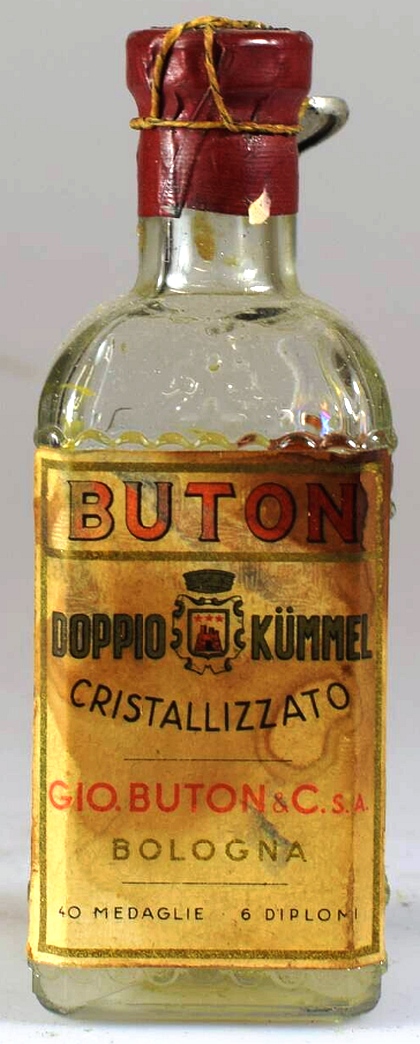 BUTON
DOPPIO KÜMMEL
CRISTALLIZZATO
GIO. BUTON & C. S. A.
BOLOGNA
40 MEDAGLIE · 6 DIPLOMI